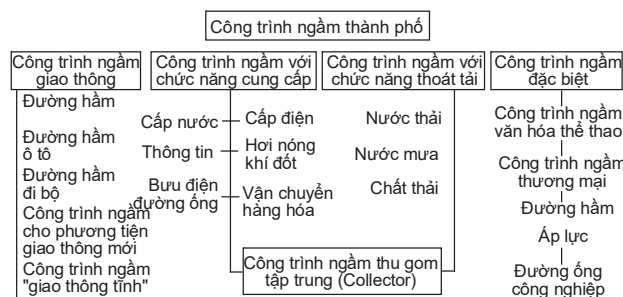 Công trình ngầm thành phố
Công trình ngầm
giao thông
Đường hầm
Đường hầm
ô tô
Đường hầm
đi bộ
Công trình ngầm
cho phương tiện
giao thông mới
Công trình ngầm
"giao thông tĩnh"
Công trình ngầm với
chức năng cung cấp
Cấp nước
Cấp điện
Thông tin
Hơi nóng
khí đốt
Bưu điện
đường ống
Vận chuyển
hàng hóa
Công trình ngầm với
chức năng thoát tải
Nước thải
Nước mưa
Chất thải
Công trình ngầm thu gom
tập trung (Collector)
Công trình ngầm
đặc biệt
Công trình ngầm
văn hóa thể thao
Công trình ngầm
thương mại
Đường hầm
Áp lực
Đường ống
công nghiệp